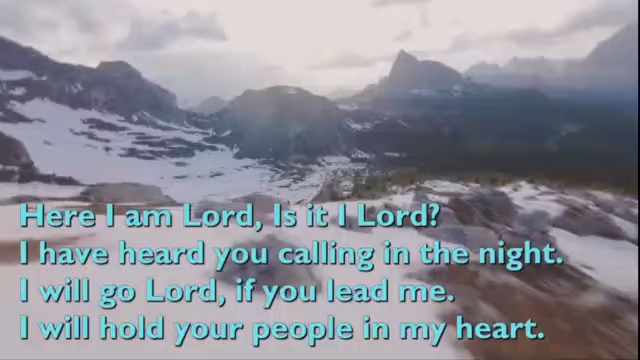 Here I am Lord, Is it I Lord?
I have heard you calling in the night.
I will go Lord, if you lead me.
I will hold your people in my heart.